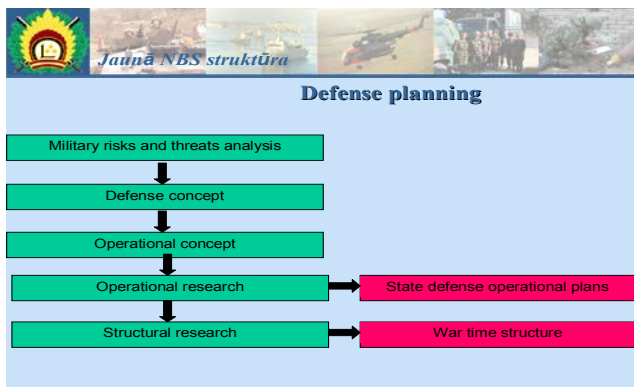 Jaunā NBS struktūra
Defense planning
Military risks and threats analysis
Defense concept
Operational concept
Operational research
State defense operational plans
Structural research
War time structure